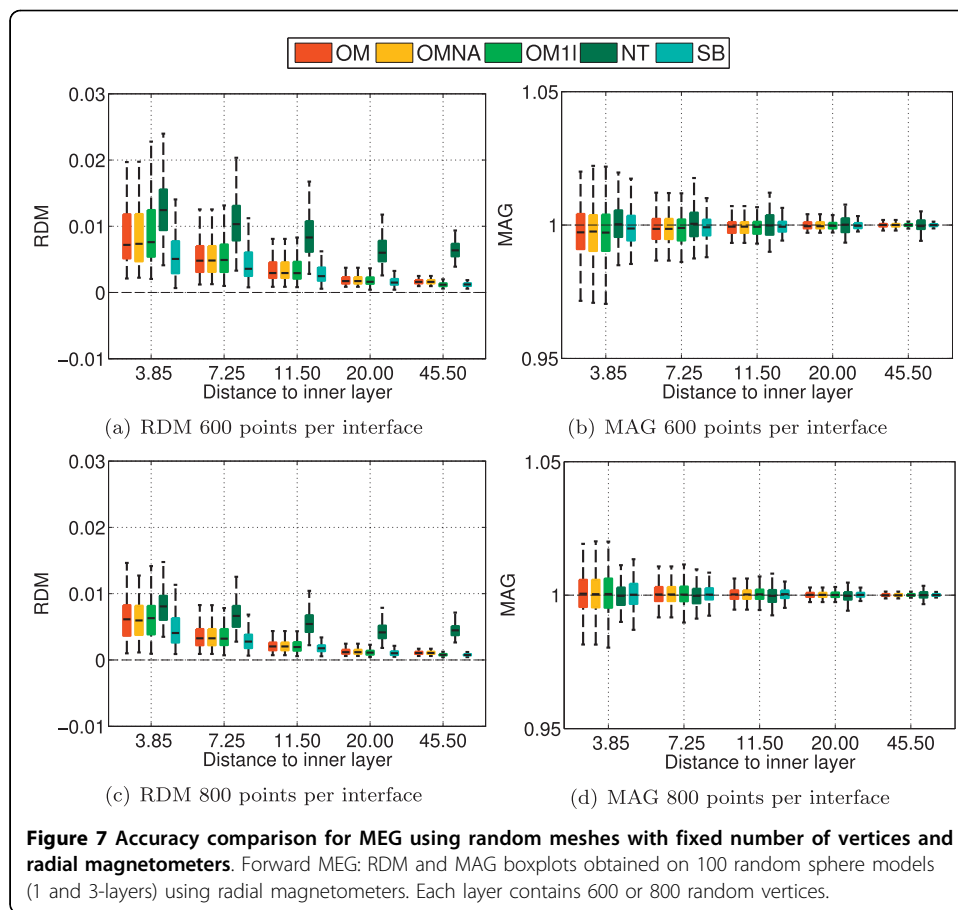 OM OMNA OM1I NT SB
0.03
0.02
0.01
0
−0.01
RDM
3.85 7.25 11.50 20.00 45.50
Distance to inner layer
(a) RDM 600 points per interface
1.05
1
0.95
MAG
3.85 7.25 11.50 20.00 45.50
Distance to inner layer
(b) MAG 600 points per interface
0.03
0.02
0.01
0
−0.01
RDM
3.85 7.25 11.50 20.00 45.50
Distance to inner layer
(c) RDM 800 points per interface
1.05
1
0.95
MAG
3.85 7.25 11.50 20.00 45.50
Distance to inner layer
(d) MAG 800 points per interface
Figure 7 Accuracy comparison for MEG using random meshes with fixed number of vertices and
radial magnetometers. Forward MEG: RDM and MAG boxplots obtained on 100 random sphere models
(1 and 3-layers) using radial magnetometers. Each layer contains 600 or 800 random vertices.